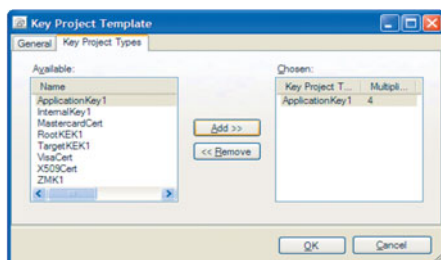 Key Project Template
General Key Project Types
Available:
Name
ApplicationKey1
InternalKey1
MastercardCert
RootKEK1
TargetKEK1
VisaCert
X509Cert
ZMK1
Add >>
<< Remove
Chosen:
Key Project T... Multipli...
ApplicationKey1 4
OK Cancel